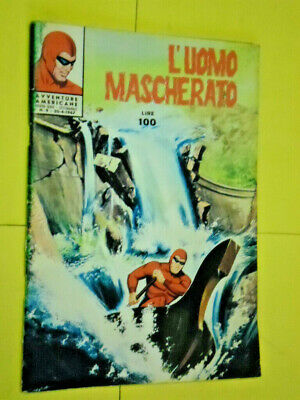 L'UOMO
MASCHERATO
LIRE
100
AVVENTURE
AMERICANE